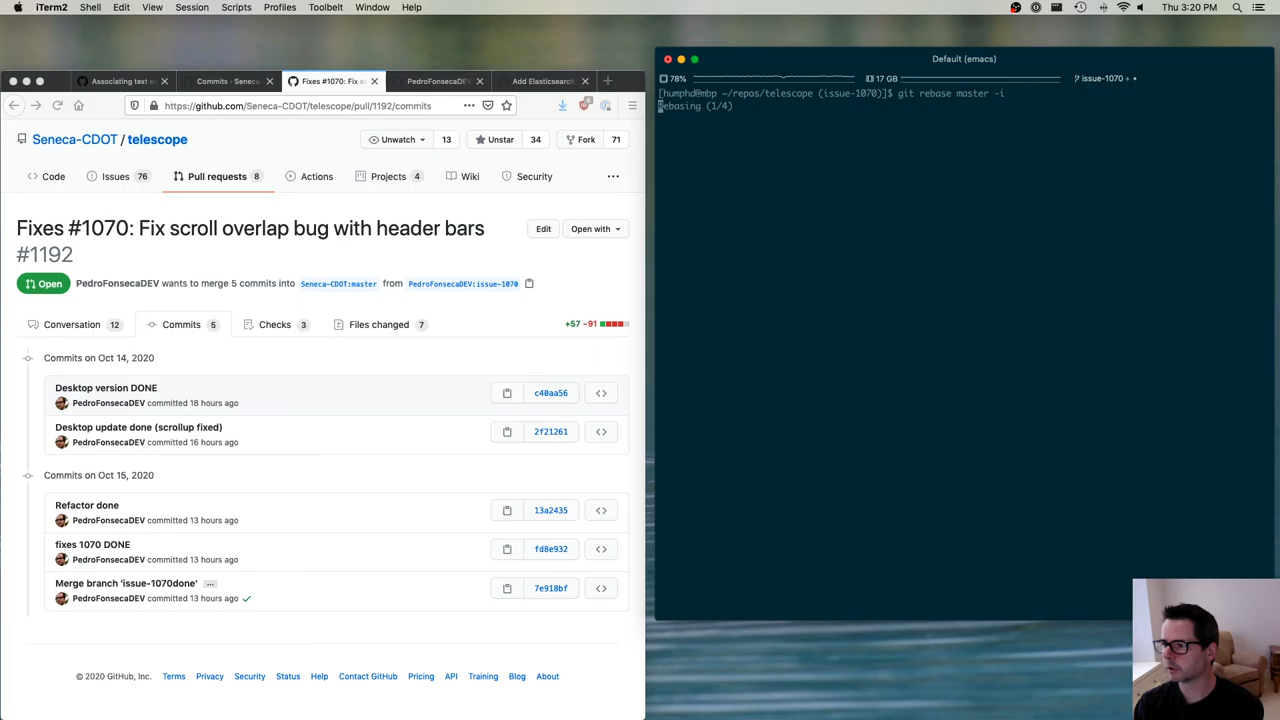 iTerm2 Shell Edit View Session Scripts Profiles Toolbelt Window Help Thu 3:20 PM
Associating text e
Commits - Seneca
Fixes #1070: Fix s
PedroFonsecaDEV
Add Elasticsearch
https://github.com/Seneca-CDOT/telescope/pull/1192/commits
Seneca-CDOT / telescope
Unwatch 13
Unstar 34
Fork 71
Code
Issues 76
Pull requests 8
Actions
Projects 4
Wiki
Security
Fixes #1070: Fix scroll overlap bug with header bars
#1192
Edit
Open with
Open
PedroFonsecaDEV wants to merge 5 commits into Seneca-CDOT:master from PedroFonsecaDEV:issue-1070
Conversation 12
Commits 5
Checks 3
Files changed 7
+57 −91
Commits on Oct 14, 2020
Desktop version DONE
PedroFonsecaDEV committed 18 hours ago
c40aa56
Desktop update done (scrollup fixed)
PedroFonsecaDEV committed 16 hours ago
2f21261
Commits on Oct 15, 2020
Refactor done
PedroFonsecaDEV committed 13 hours ago
13a2435
fixes 1070 DONE
PedroFonsecaDEV committed 13 hours ago
fd8e932
Merge branch 'issue-1070done' …
PedroFonsecaDEV committed 13 hours ago
7e918bf
© 2020 GitHub, Inc. Terms Privacy Security Status Help Contact GitHub Pricing API Training Blog About
Default (emacs)
78% 17 GB issue-1070
[humphd@mbp ~/repos/telescope (issue-1070)]$ git rebase master -i
Rebasing (1/4)